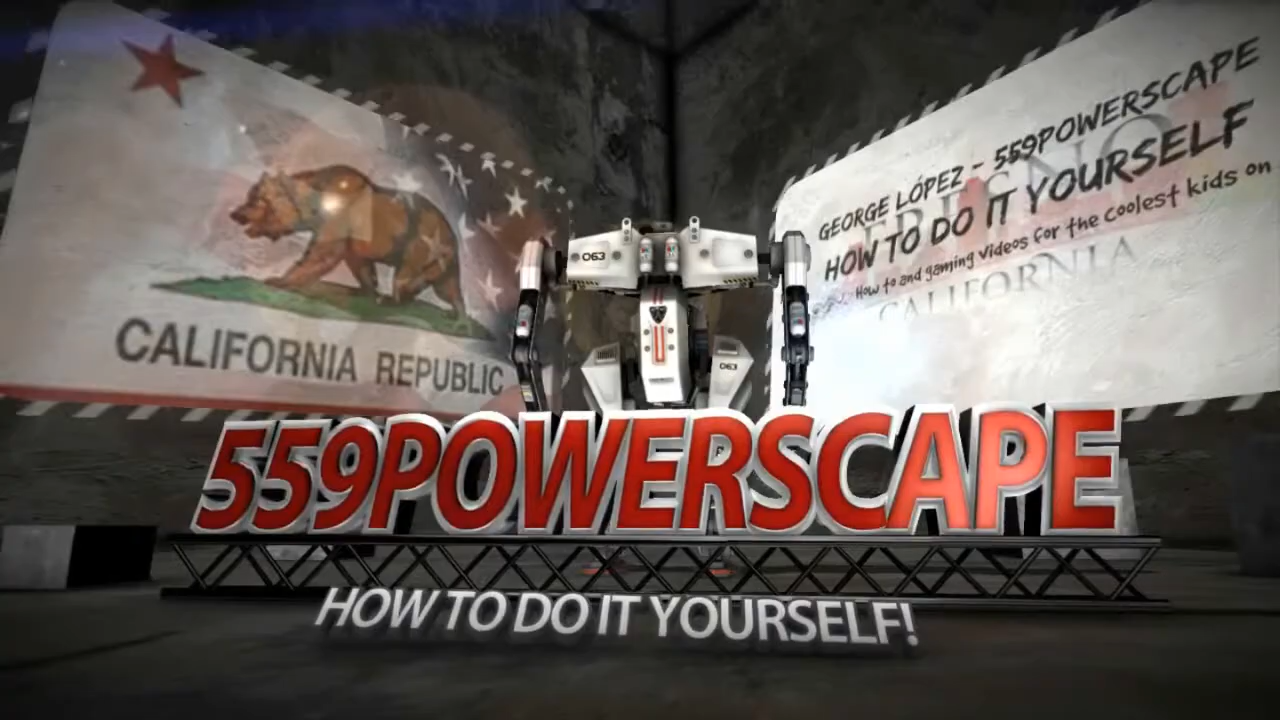 CALIFORNIA REPUBLIC
GEORGE LÓPEZ - 559POWERSCAPE
HOW TO DO IT YOURSELF
How to and gaming videos for the coolest kids on
FRESNO
CALIFORNIA
063
063
559POWERSCAPE
HOW TO DO IT YOURSELF!